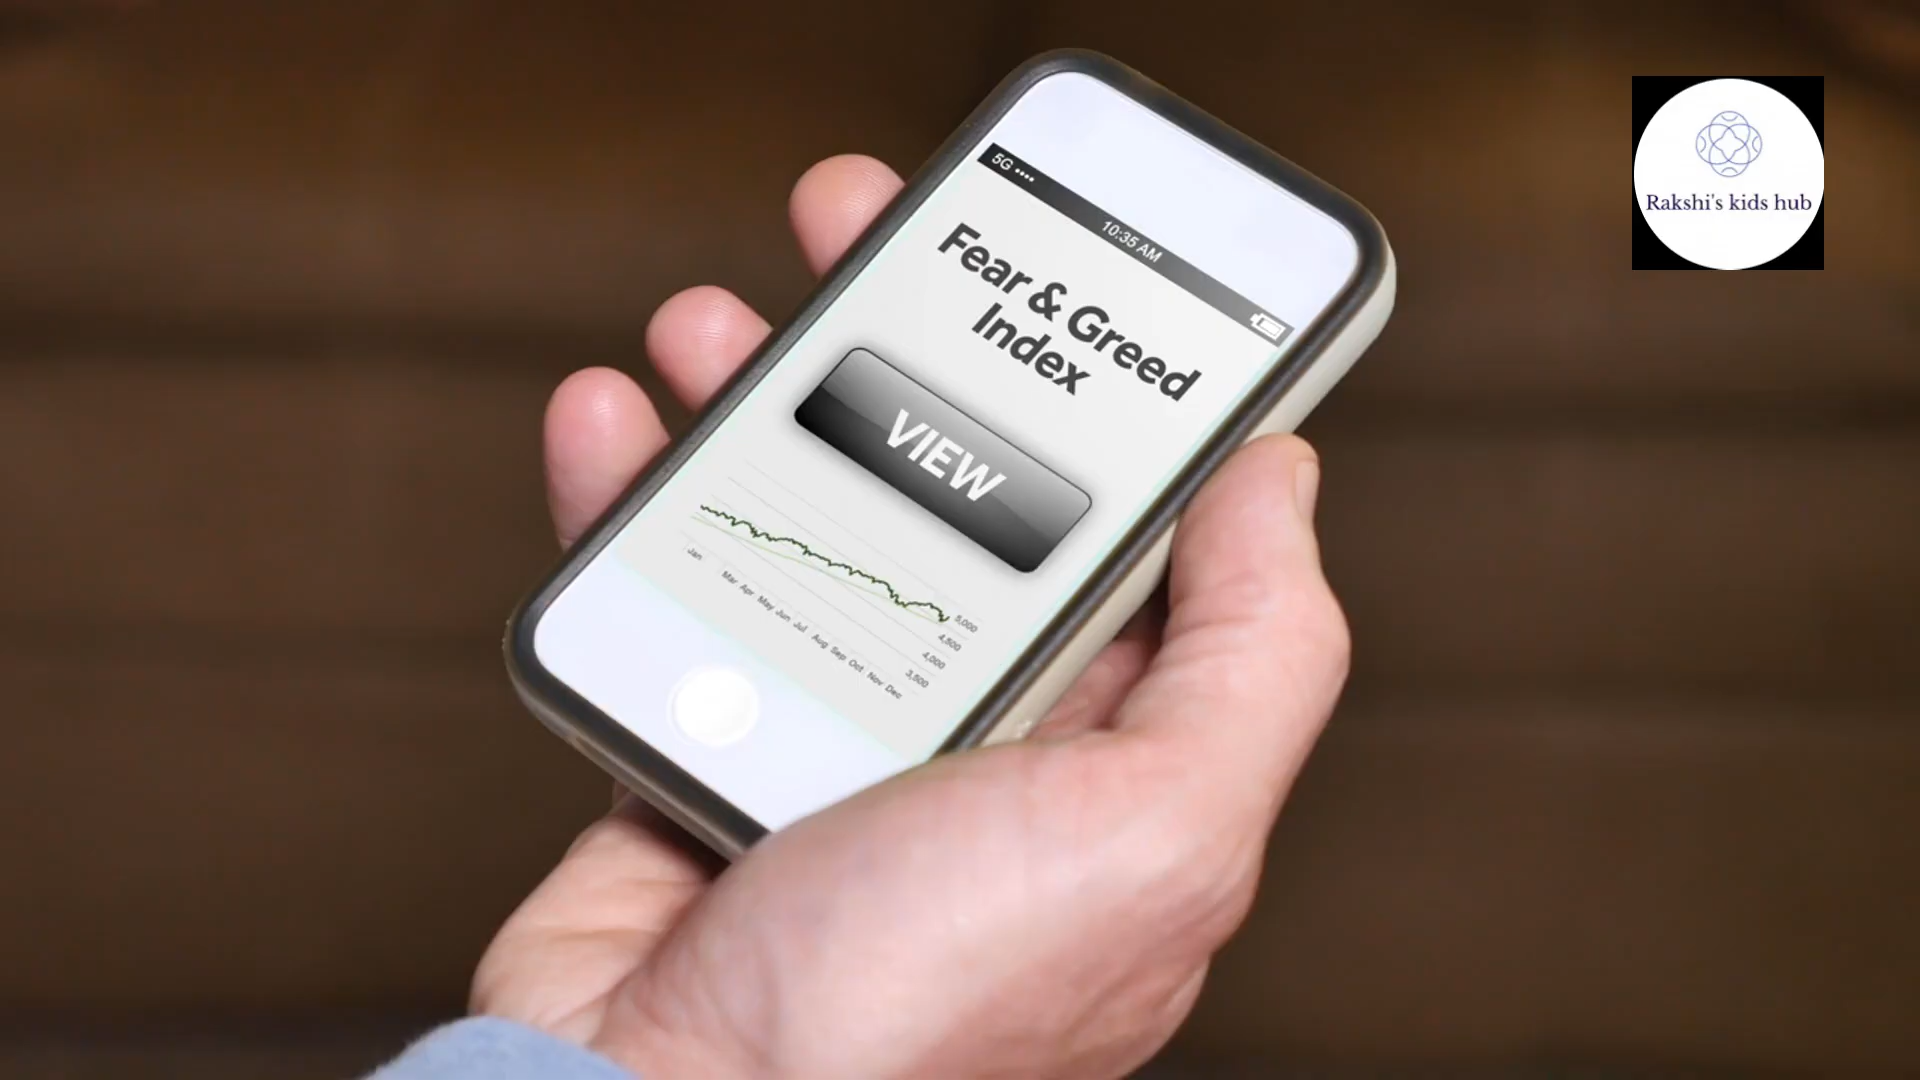 5G
10:35 AM
Fear & Greed
Index
VIEW
5,000
4,500
4,000
3,500
Jan Mar Apr May Jun Jul Aug Sep Oct Nov Dec
Rakshi's kids hub